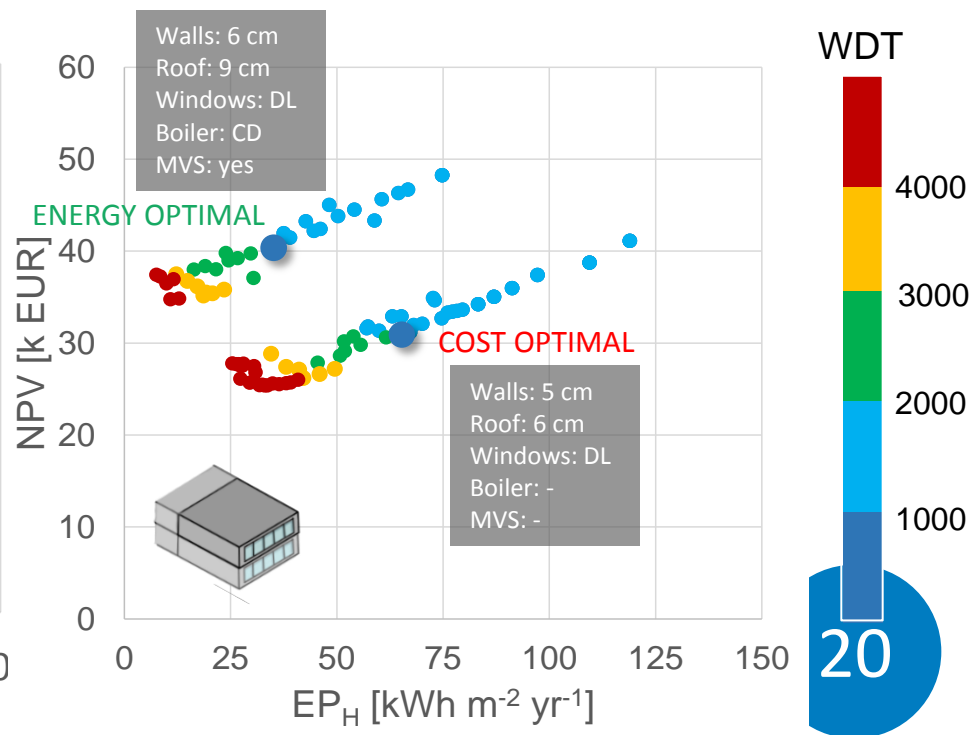 Walls: 6 cm
Roof: 9 cm
Windows: DL
Boiler: CD
MVS: yes
WDT
60
50
40
30
20
10
0
NPV [k EUR]
ENERGY OPTIMAL
COST OPTIMAL
Walls: 5 cm
Roof: 6 cm
Windows: DL
Boiler: -
MVS: -
4000
3000
2000
1000
0 25 50 75 100 125 150
EPH [kWh m-2 yr-1]
20